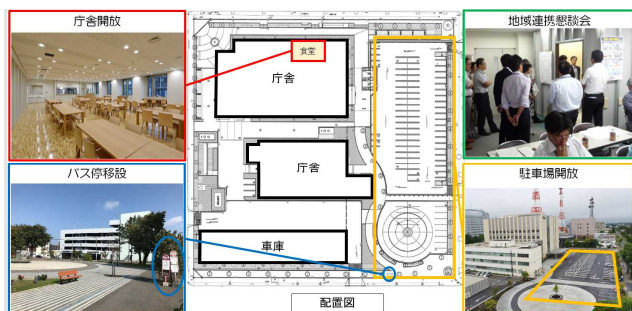 庁舎開放
地域連携懇談会
食堂
庁舎
庁舎
バス停移設
駐車場開放
車庫
配置図